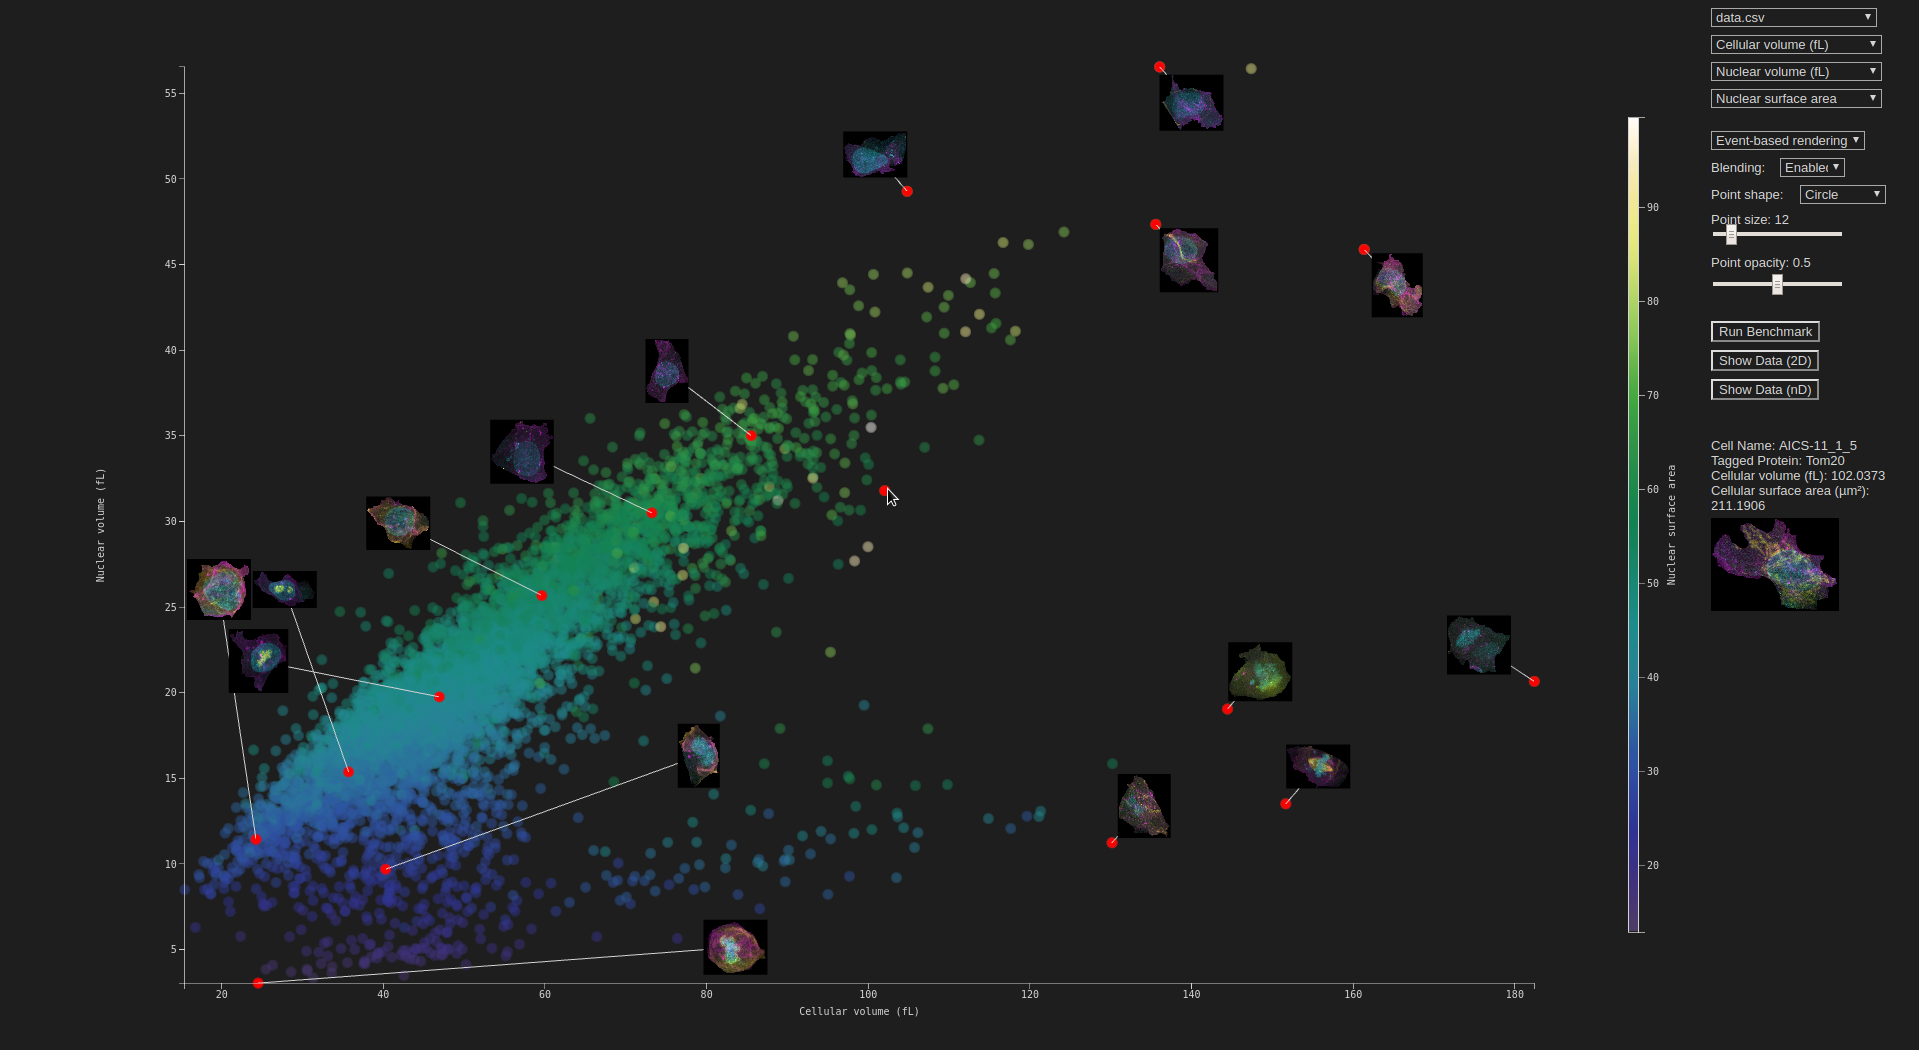 data.csv
Cellular volume (fL)
Nuclear volume (fL)
Nuclear surface area
Event-based rendering
Blending: Enabled
Point shape: Circle
Point size: 12
Point opacity: 0.5
Run Benchmark
Show Data (2D)
Show Data (nD)
Cell Name: AICS-11_1_5
Tagged Protein: Tom20
Cellular volume (fL): 102.0373
Cellular surface area (µm²):
211.1906
55
50
45
40
35
30
25
20
15
10
5
Nuclear volume (fL)
20 40 60 80 100 120 140 160 180
Cellular volume (fL)
90
80
70
60
50
40
30
20
Nuclear surface area